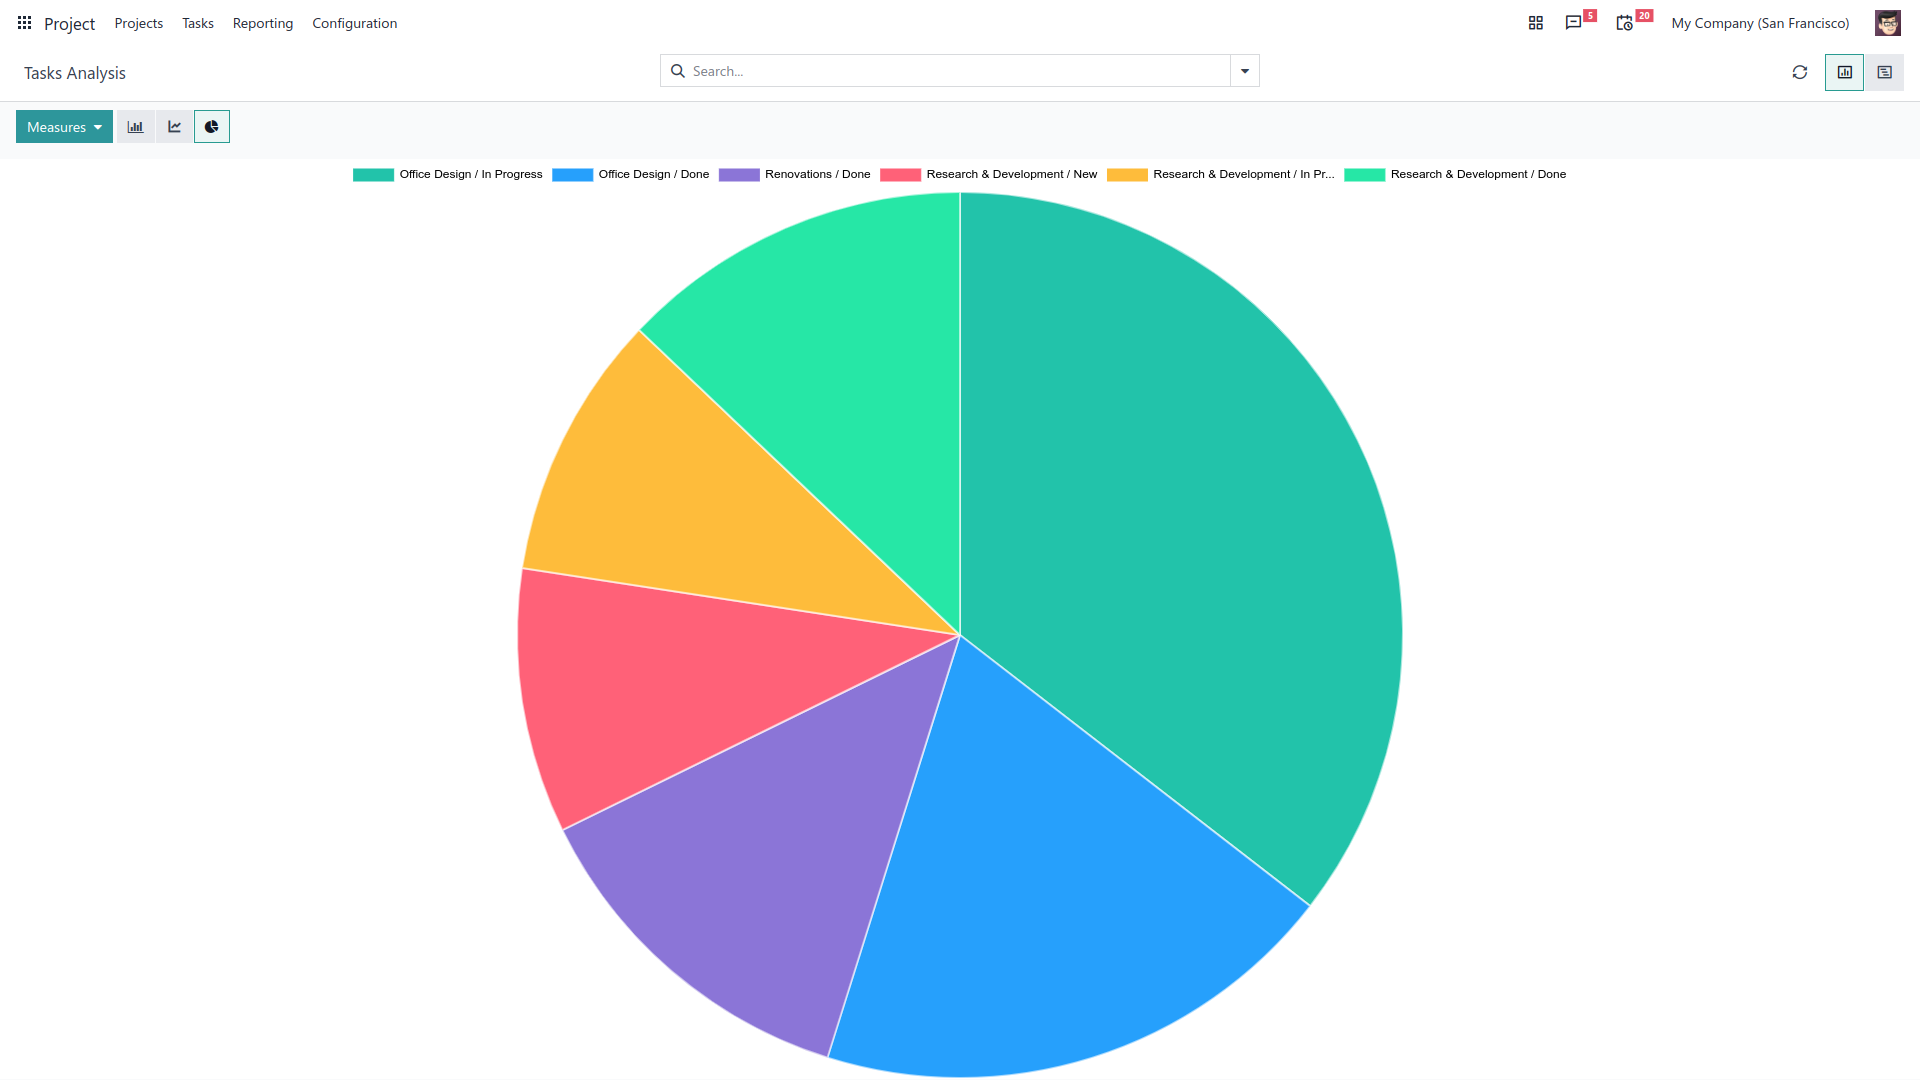 Project Projects Tasks Reporting Configuration 5 20 My Company (San Francisco)
Tasks Analysis Search...
Measures
Office Design / In Progress Office Design / Done Renovations / Done Research & Development / New Research & Development / In Pr... Research & Development / Done